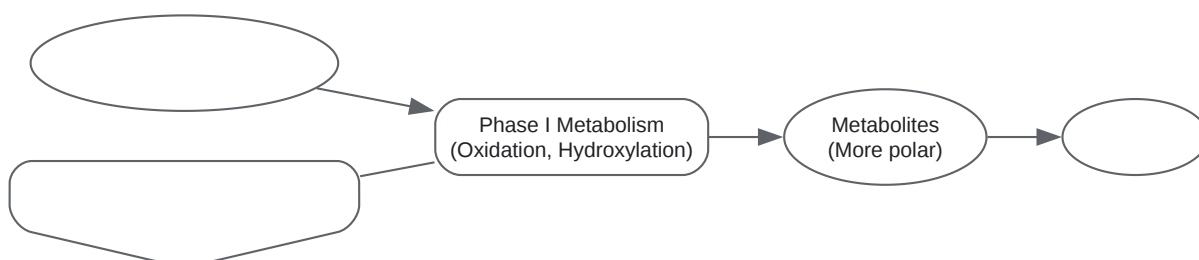 Phase I Metabolism
(Oxidation, Hydroxylation)
Metabolites
(More polar)